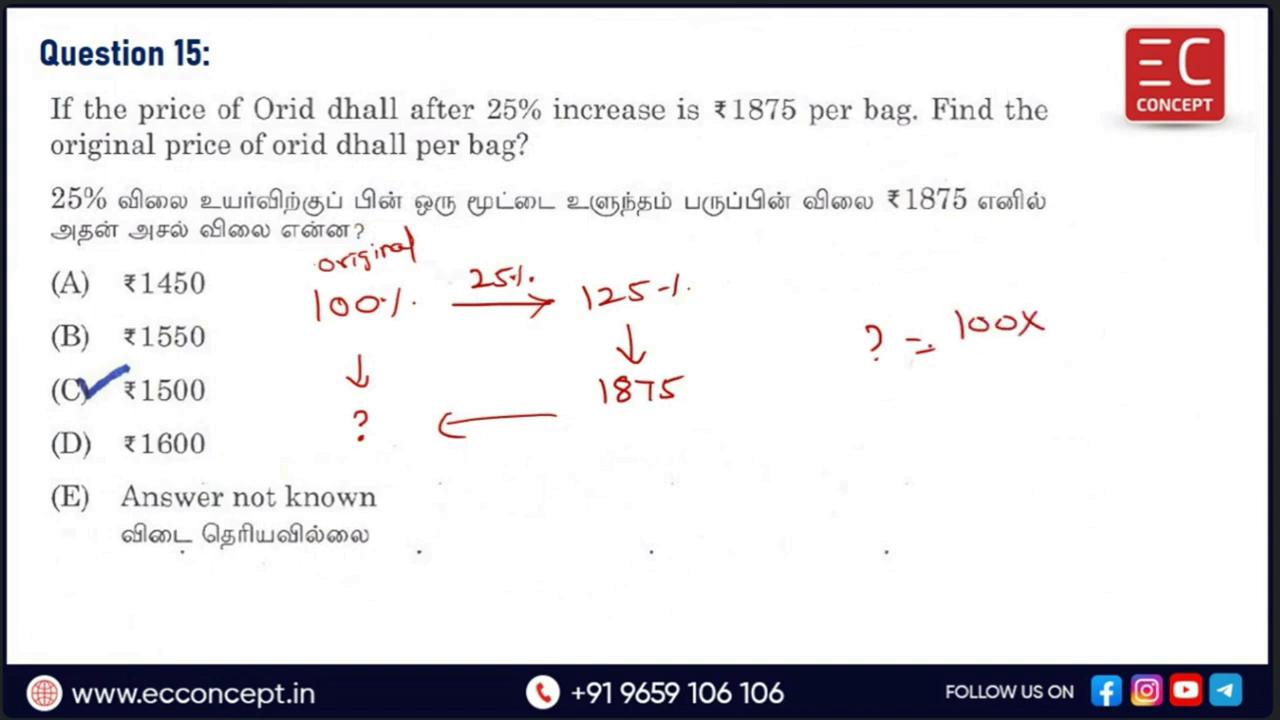 Question 15:
EC
CONCEPT
If the price of Orid dhall after 25% increase is ₹1875 per bag. Find the
original price of orid dhall per bag?
25% விலை உயர்விற்குப் பின் ஒரு மூட்டை உளுந்தம் பருப்பின் விலை ₹1875 எனில்
அதன் அசல் விலை என்ன?
original
100% 25% 125%
? = 100x
1875
?
(A) ₹1450
(B) ₹1550
(C) ₹1500
(D) ₹1600
(E) Answer not known
விடை தெரியவில்லை
www.ecconcept.in +91 9659 106 106 FOLLOW US ON